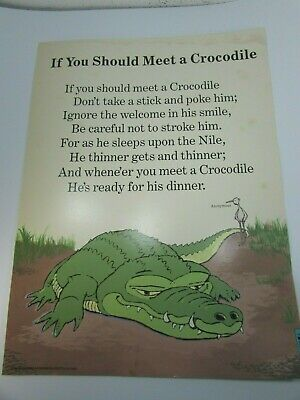 If You Should Meet a Crocodile
If you should meet a Crocodile
Don't take a stick and poke him;
Ignore the welcome in his smile,
Be careful not to stroke him.
For as he sleeps upon the Nile,
He thinner gets and thinner;
And whene'er you meet a Crocodile
He's ready for his dinner.
Anonymous